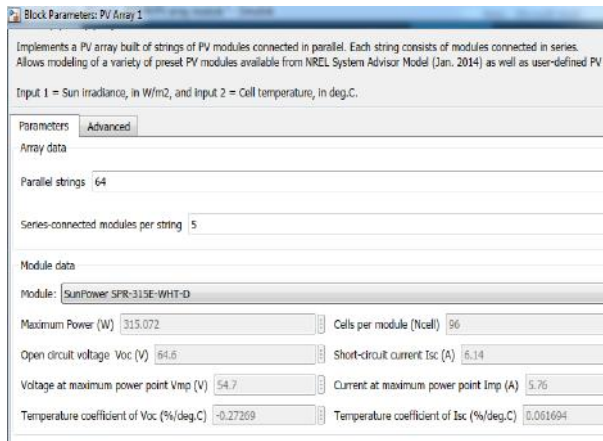 Block Parameters: PV Array 1
Implements a PV array built of strings of PV modules connected in parallel. Each string consists of modules connected in series.
Allows modeling of a variety of preset PV modules available from NREL System Advisor Model (Jan. 2014) as well as user-defined PV
Input 1 = Sun irradiance, in W/m2, and input 2 = Cell temperature, in deg.C.
Parameters Advanced
Array data
Parallel strings 64
Series-connected modules per string 5
Module data
Module: SunPower SPR-315E-WHT-D
Maximum Power (W) 315.072 Cells per module (Ncell) 96
Open circuit voltage Voc (V) 64.6 Short-circuit current Isc (A) 6.14
Voltage at maximum power point Vmp (V) 54.7 Current at maximum power point Imp (A) 5.76
Temperature coefficient of Voc (%/deg.C) -0.27269 Temperature coefficient of Isc (%/deg.C) 0.061694